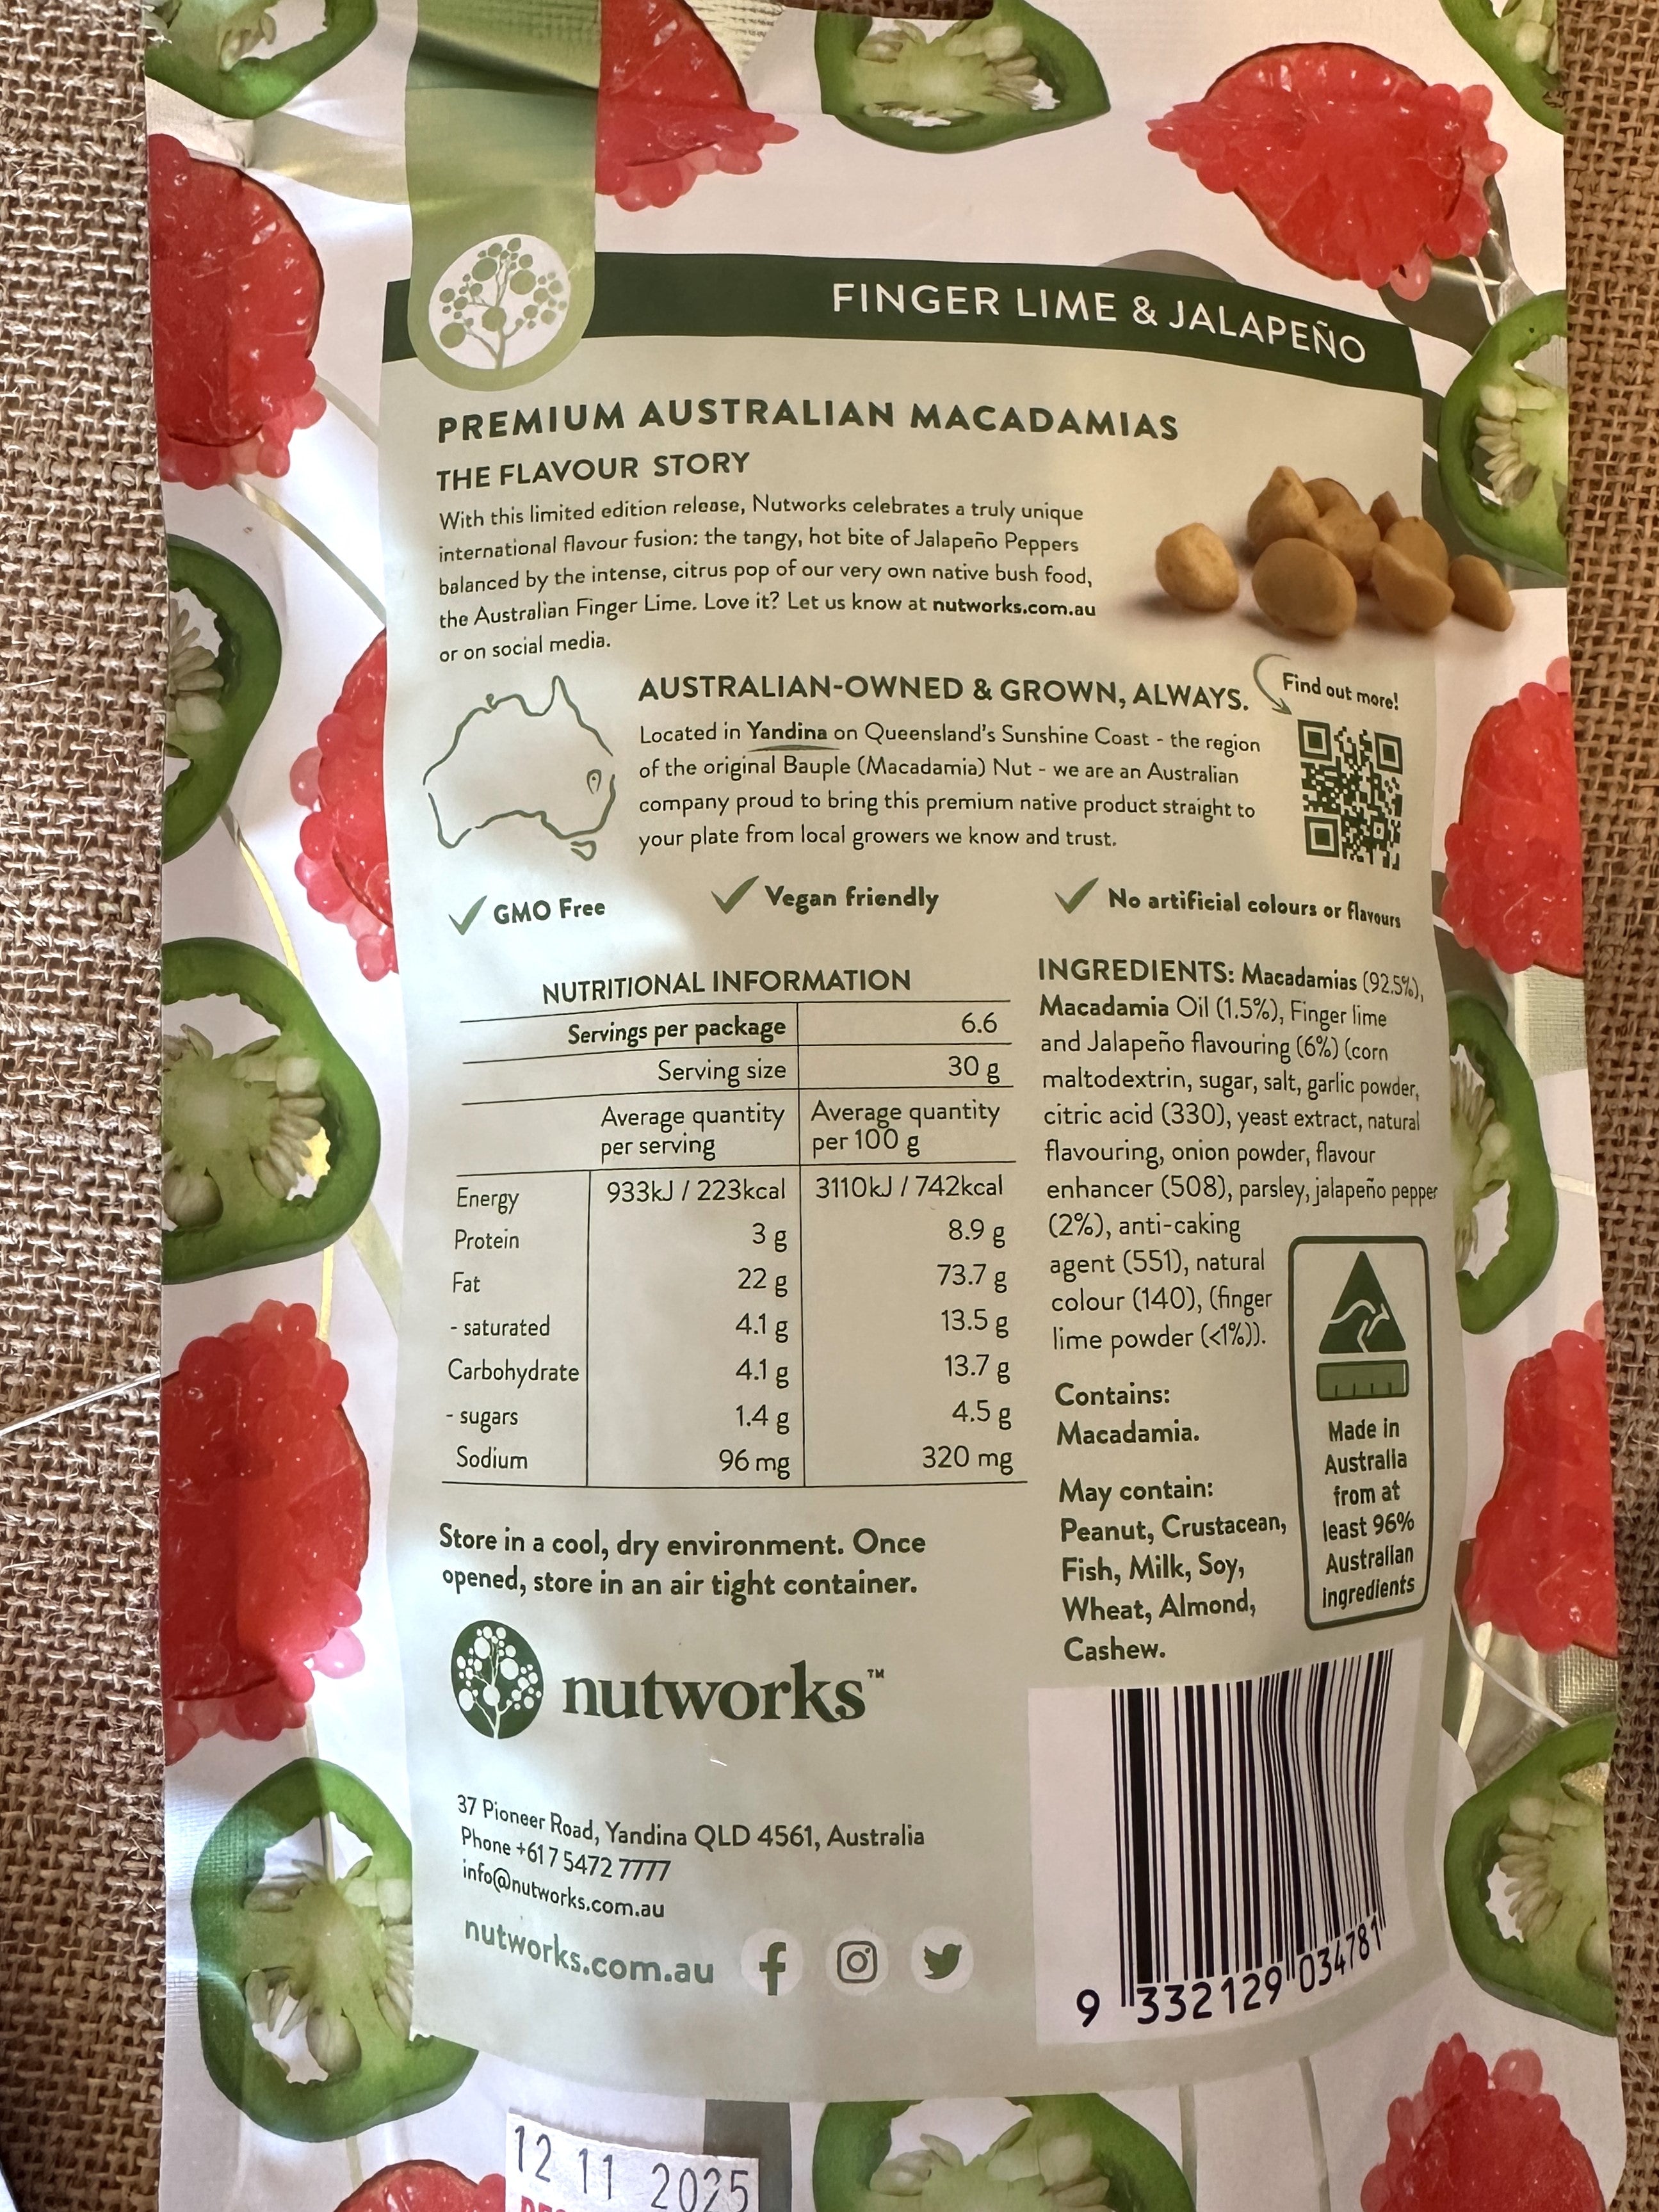 FINGER LIME & JALAPEÑO
PREMIUM AUSTRALIAN MACADAMIAS
THE FLAVOUR STORY
With this limited edition release, Nutworks celebrates a truly unique
international flavour fusion: the tangy, hot bite of Jalapeño Peppers
balanced by the intense, citrus pop of our very own native bush food,
the Australian Finger Lime. Love it? Let us know at nutworks.com.au
or on social media.
AUSTRALIAN-OWNED & GROWN, ALWAYS.
Find out more!
Located in Yandina on Queensland's Sunshine Coast - the region
of the original Bauple (Macadamia) Nut - we are an Australian
company proud to bring this premium native product straight to
your plate from local growers we know and trust.
GMO Free
Vegan friendly
No artificial colours or flavours
NUTRITIONAL INFORMATION
Servings per package 6.6
Serving size 30 g
Average quantity per serving Average quantity per 100 g
Energy 933kJ / 223kcal 3110kJ / 742kcal
Protein 3 g 8.9 g
Fat 22 g 73.7 g
- saturated 4.1 g 13.5 g
Carbohydrate 4.1 g 13.7 g
- sugars 1.4 g 4.5 g
Sodium 96 mg 320 mg
INGREDIENTS: Macadamias (92.5%),
Macadamia Oil (1.5%), Finger lime
and Jalapeño flavouring (6%) (corn
maltodextrin, sugar, salt, garlic powder,
citric acid (330), yeast extract, natural
flavouring, onion powder, flavour
enhancer (508), parsley, jalapeño pepper
(2%), anti-caking
agent (551), natural
colour (140), (finger
lime powder (<1%)).
Contains:
Macadamia.
May contain:
Peanut, Crustacean,
Fish, Milk, Soy,
Wheat, Almond,
Cashew.
Made in
Australia
from at
least 96%
Australian
ingredients
Store in a cool, dry environment. Once
opened, store in an air tight container.
nutworks™
37 Pioneer Road, Yandina QLD 4561, Australia
Phone +61 7 5472 7777
info@nutworks.com.au
nutworks.com.au
9 332129 034781
12 11 2025